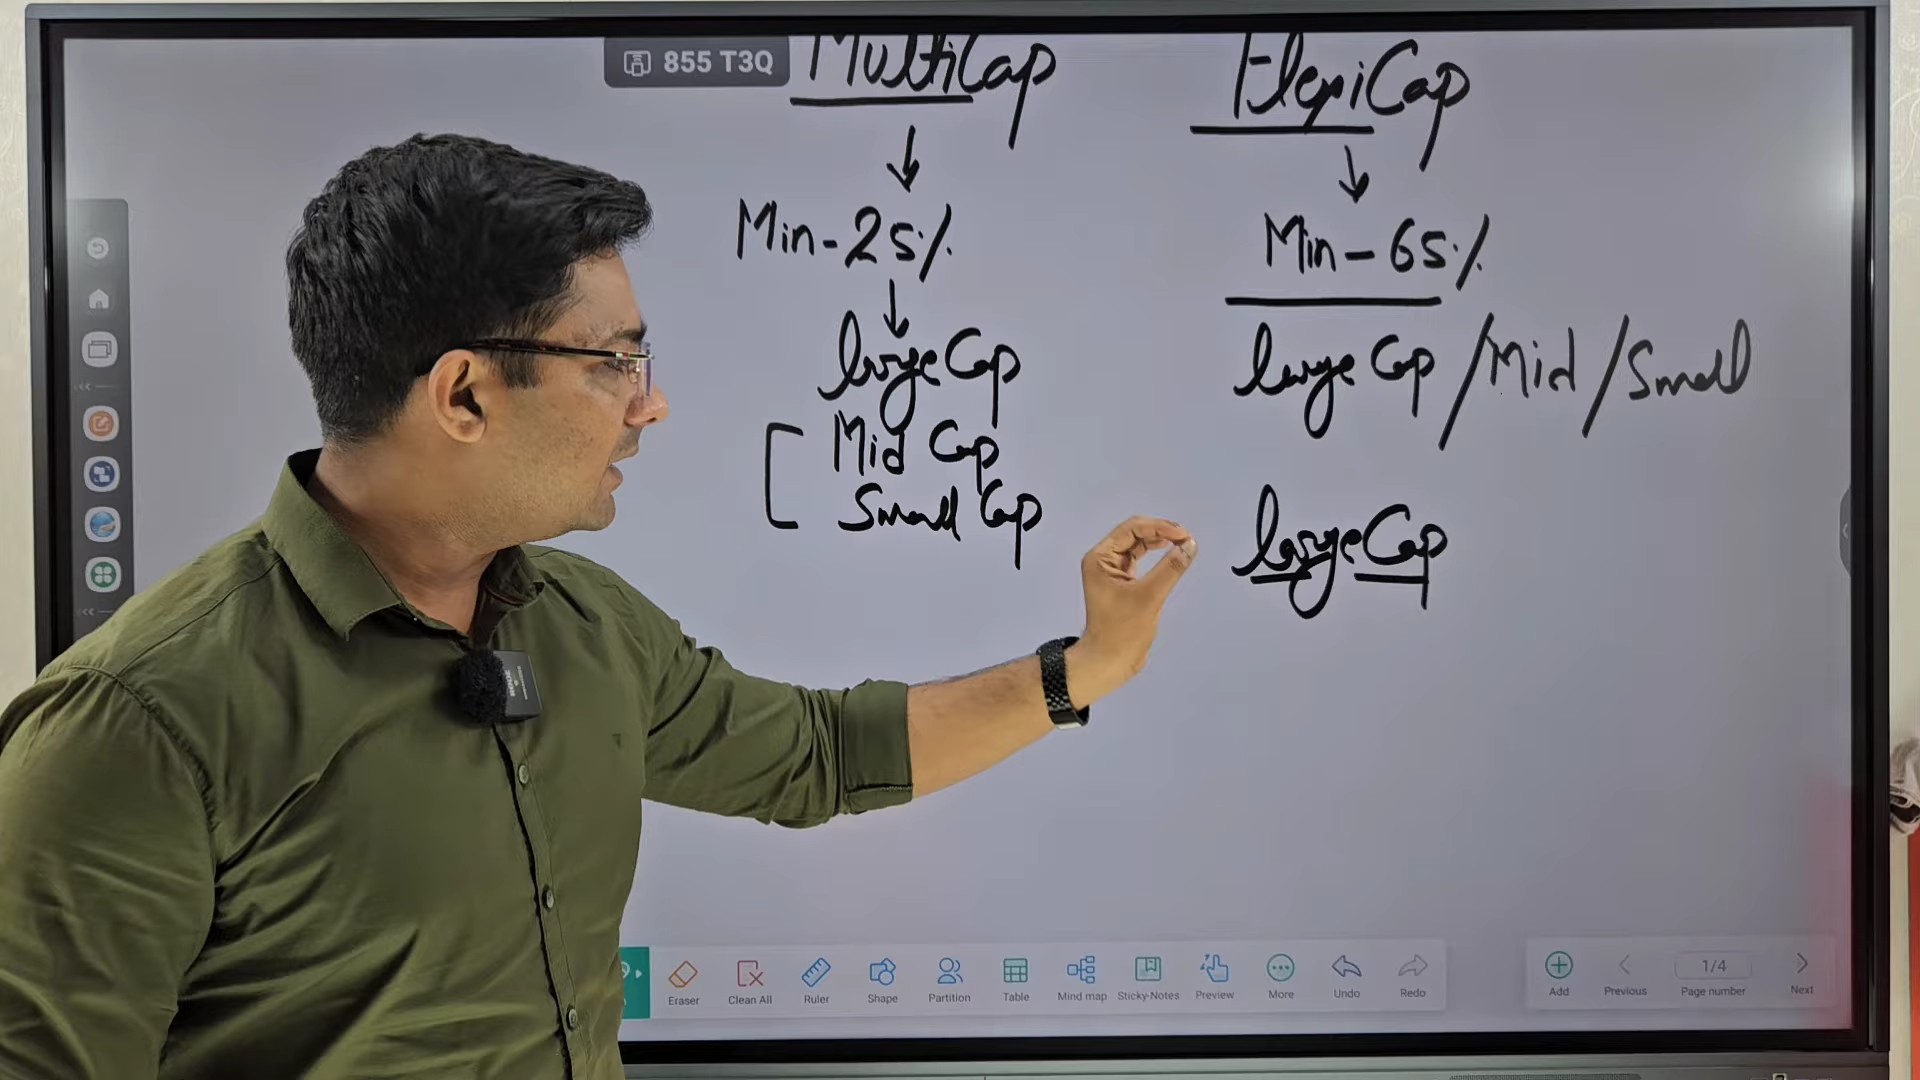 855 T3Q
MultiCap
FlexiCap
Min-25%
Min-65%
largeCap
large Cap/Mid/Small
Mid Cap
Small Cap
largeCap
Eraser
Clean All
Ruler
Shape
Partition
Table
Mind map
Sticky-Notes
Preview
More
Undo
Redo
Add
Previous
1/4
Page number
Next